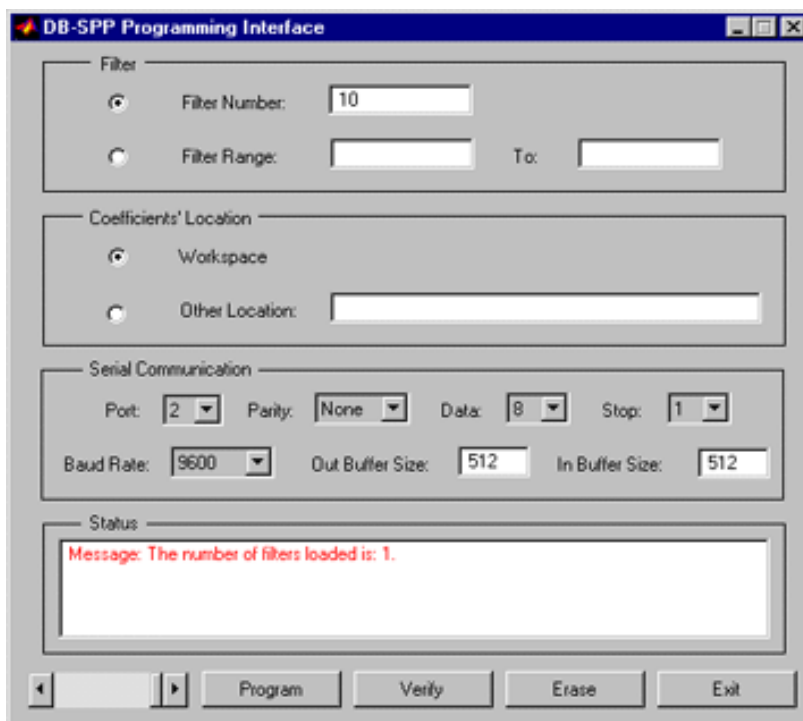 DB-SPP Programming Interface
Filter
Filter Number: 10
Filter Range: To:
Coefficients' Location
Workspace
Other Location:
Serial Communication
Port: 2 Parity: None Data: 8 Stop: 1
Baud Rate: 9600 Out Buffer Size: 512 In Buffer Size: 512
Status
Message: The number of filters loaded is: 1.
Program Verify Erase Exit